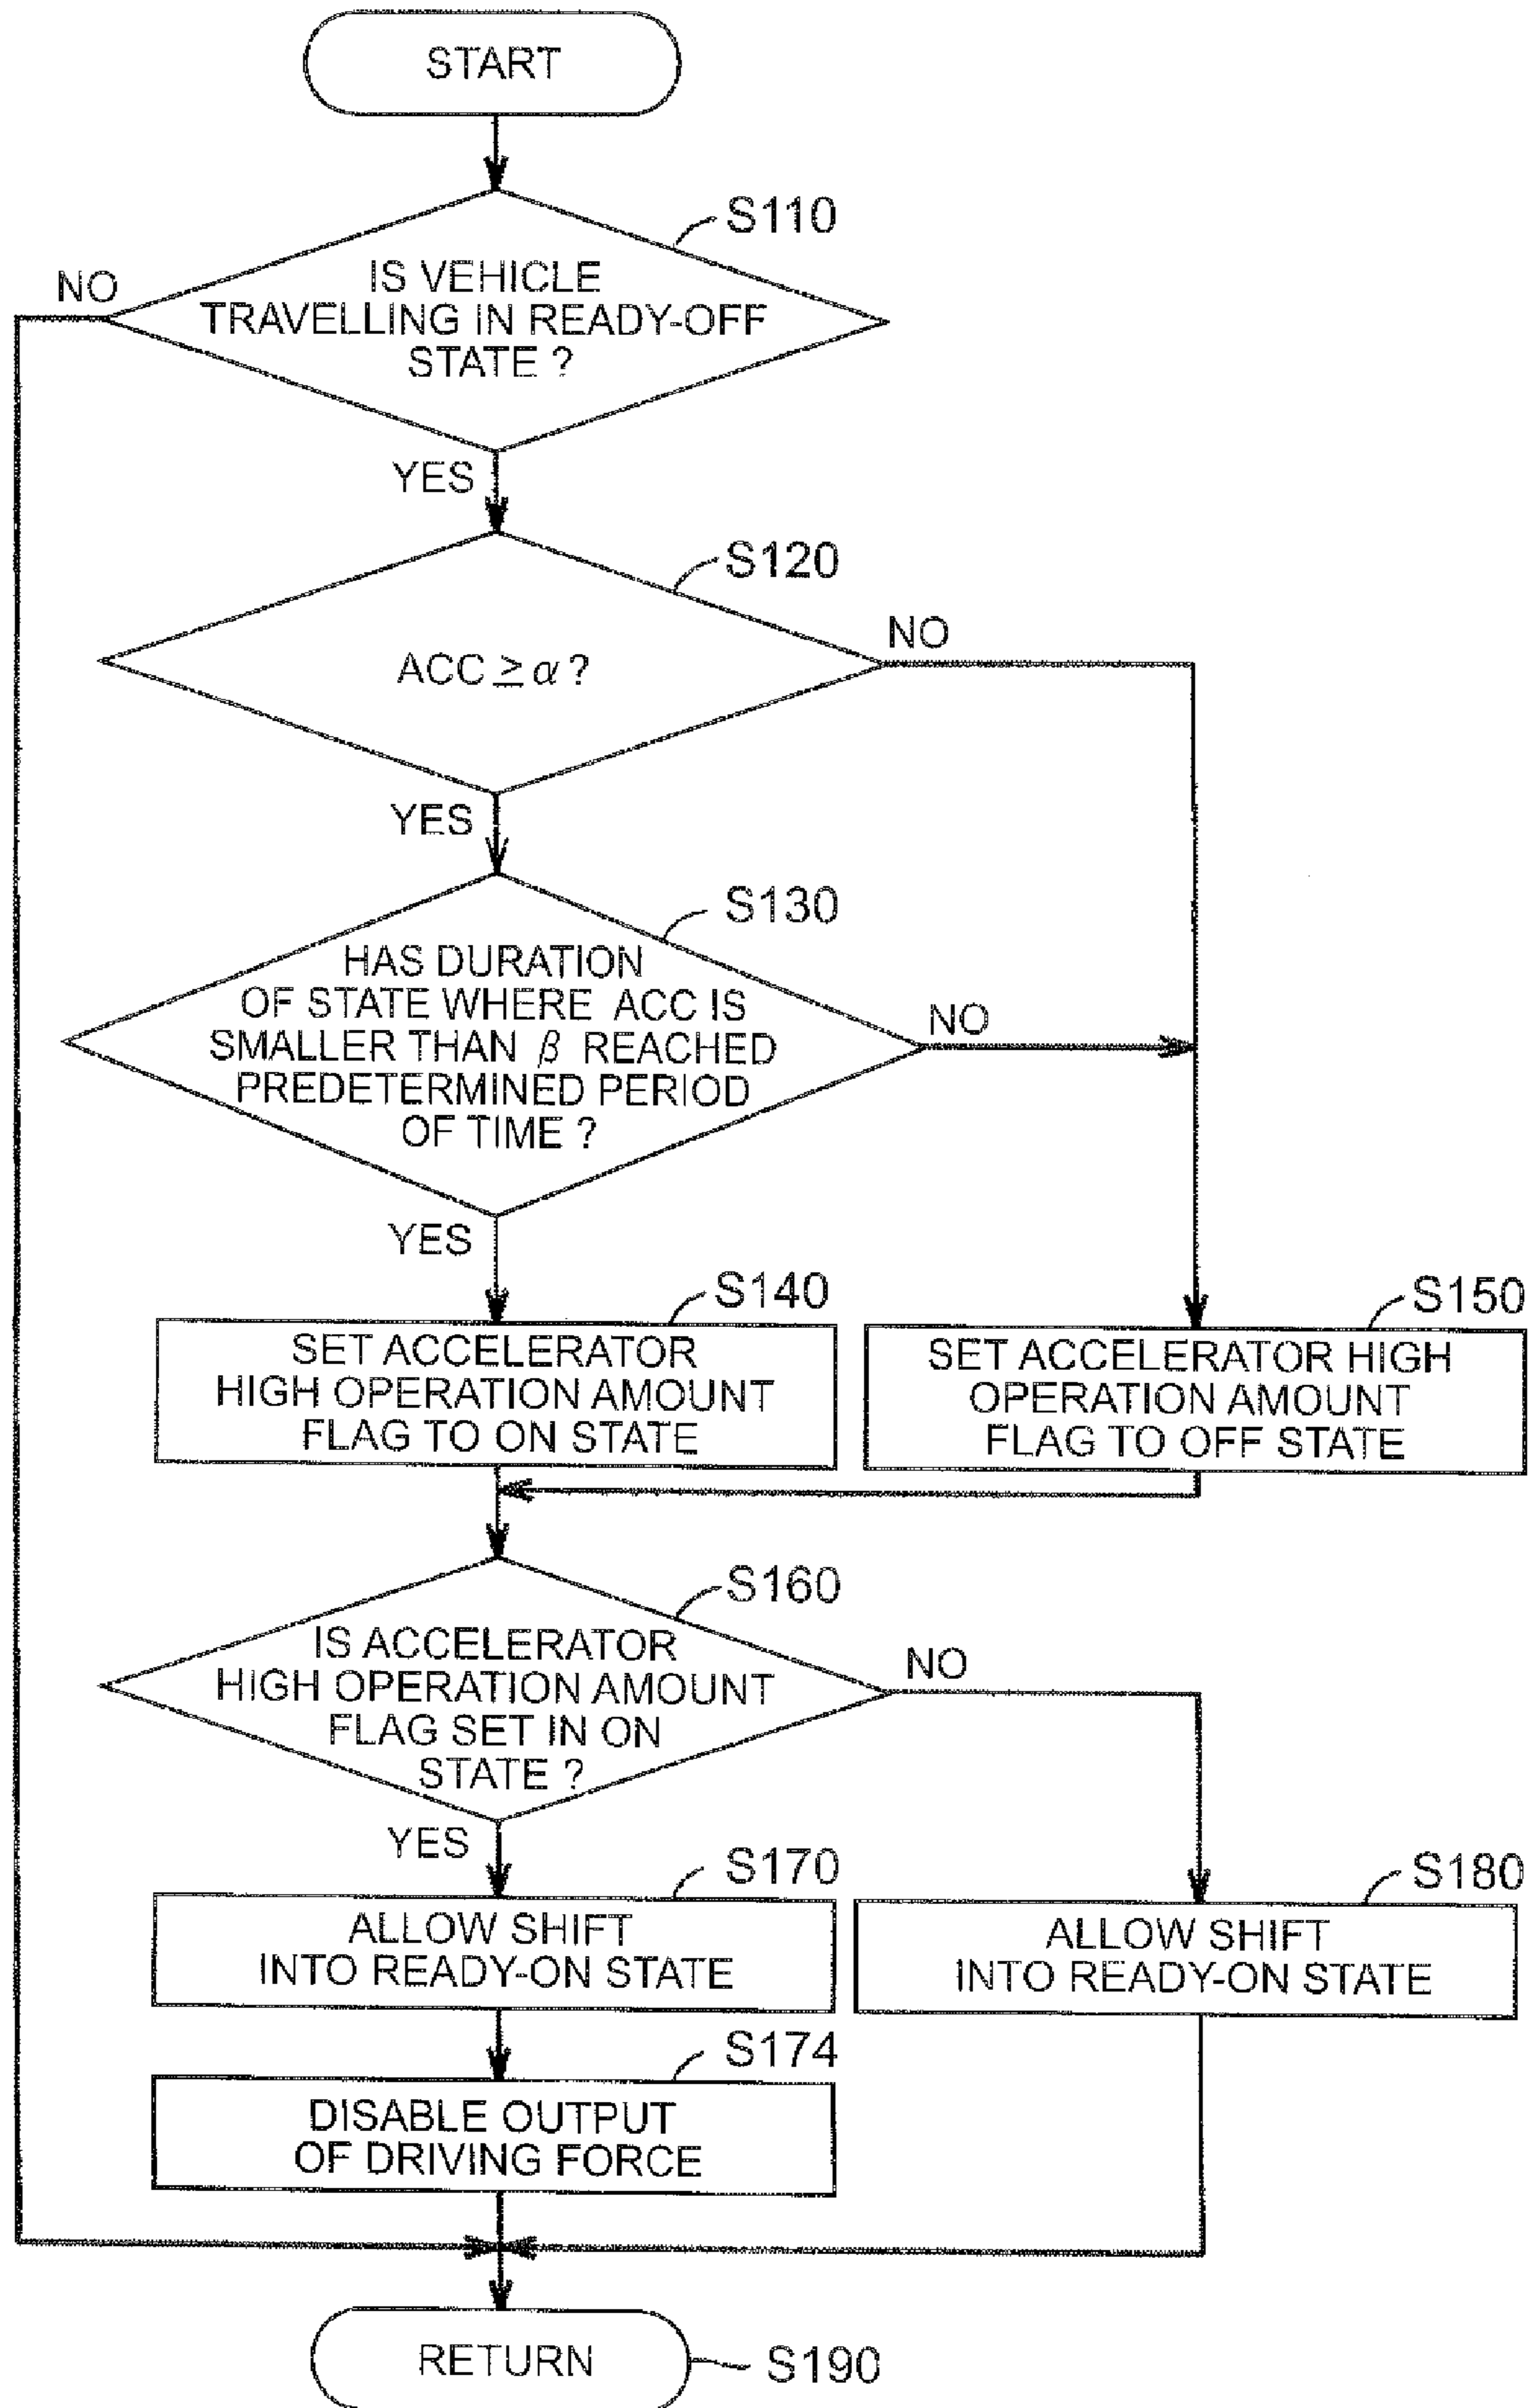 START
S110
NO
IS VEHICLE
TRAVELLING IN READY-OFF
STATE ?
YES
S120
NO
ACC ≥ α ?
YES
S130
HAS DURATION
OF STATE WHERE ACC IS
SMALLER THAN β REACHED
PREDETERMINED PERIOD
OF TIME ?
NO
YES
S140
SET ACCELERATOR
HIGH OPERATION AMOUNT
FLAG TO ON STATE
S150
SET ACCELERATOR HIGH
OPERATION AMOUNT
FLAG TO OFF STATE
S160
IS ACCELERATOR
HIGH OPERATION AMOUNT
FLAG SET IN ON
STATE ?
NO
YES
S170
ALLOW SHIFT
INTO READY-ON STATE
S180
ALLOW SHIFT
INTO READY-ON STATE
S174
DISABLE OUTPUT
OF DRIVING FORCE
RETURN
S190